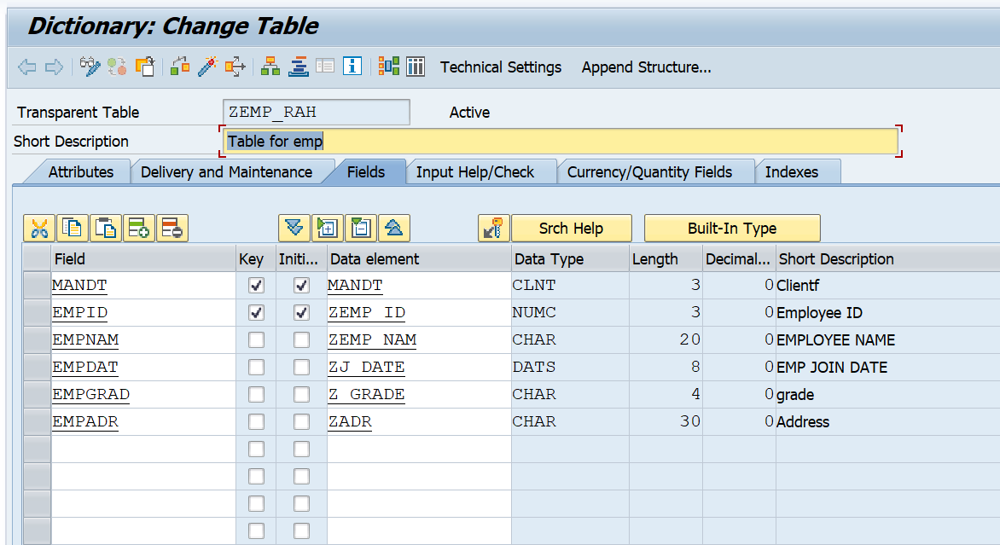 Dictionary: Change Table
Technical Settings Append Structure...
Transparent Table ZEMP_RAH Active
Short Description Table for emp
Attributes Delivery and Maintenance Fields Input Help/Check Currency/Quantity Fields Indexes
Srch Help Built-In Type
Field Key Initi... Data element Data Type Length Decimal... Short Description
MANDT MANDT CLNT 3 0 Clientf
EMPID ZEMP_ID NUMC 3 0 Employee ID
EMPNAM ZEMP_NAM CHAR 20 0 EMPLOYEE NAME
EMPDAT ZJ_DATE DATS 8 0 EMP JOIN DATE
EMPGRAD Z_GRADE CHAR 4 0 grade
EMPADR ZADR CHAR 30 0 Address